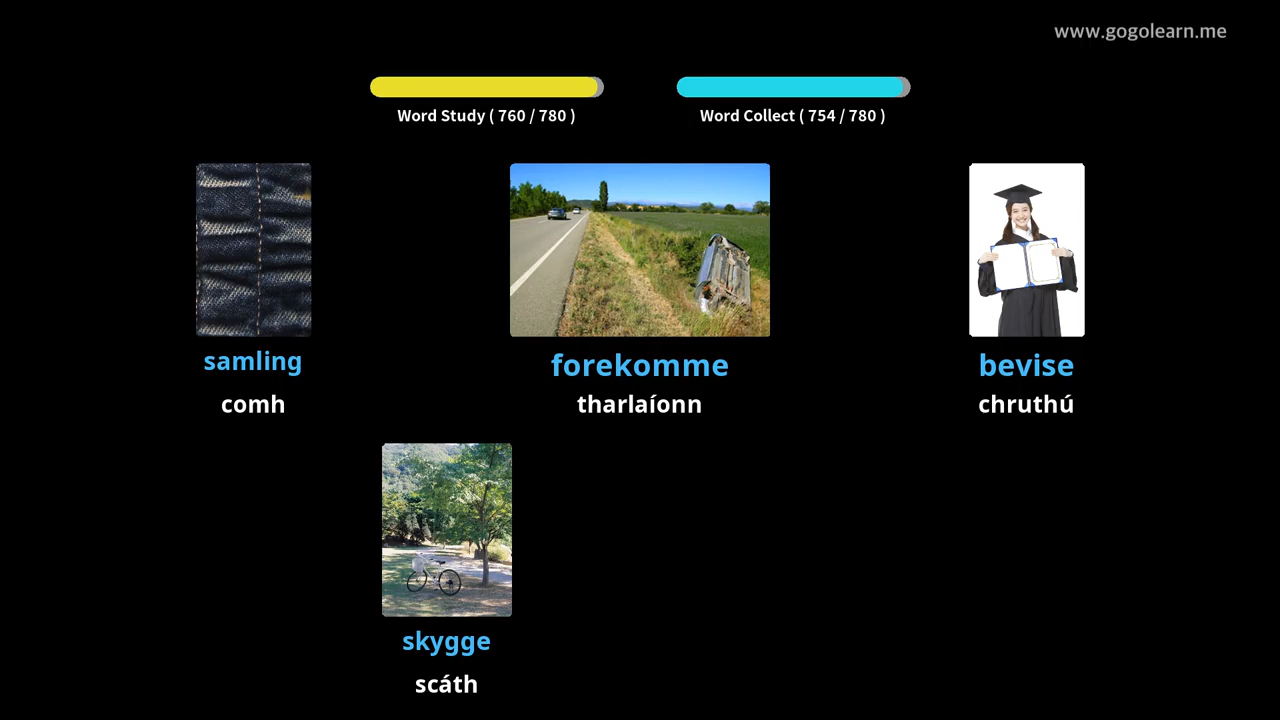 www.gogolearn.me
Word Study ( 760 / 780 )
Word Collect ( 754 / 780 )
samling
comh
forekomme
tharlaíonn
bevise
chruthú
skygge
scáth